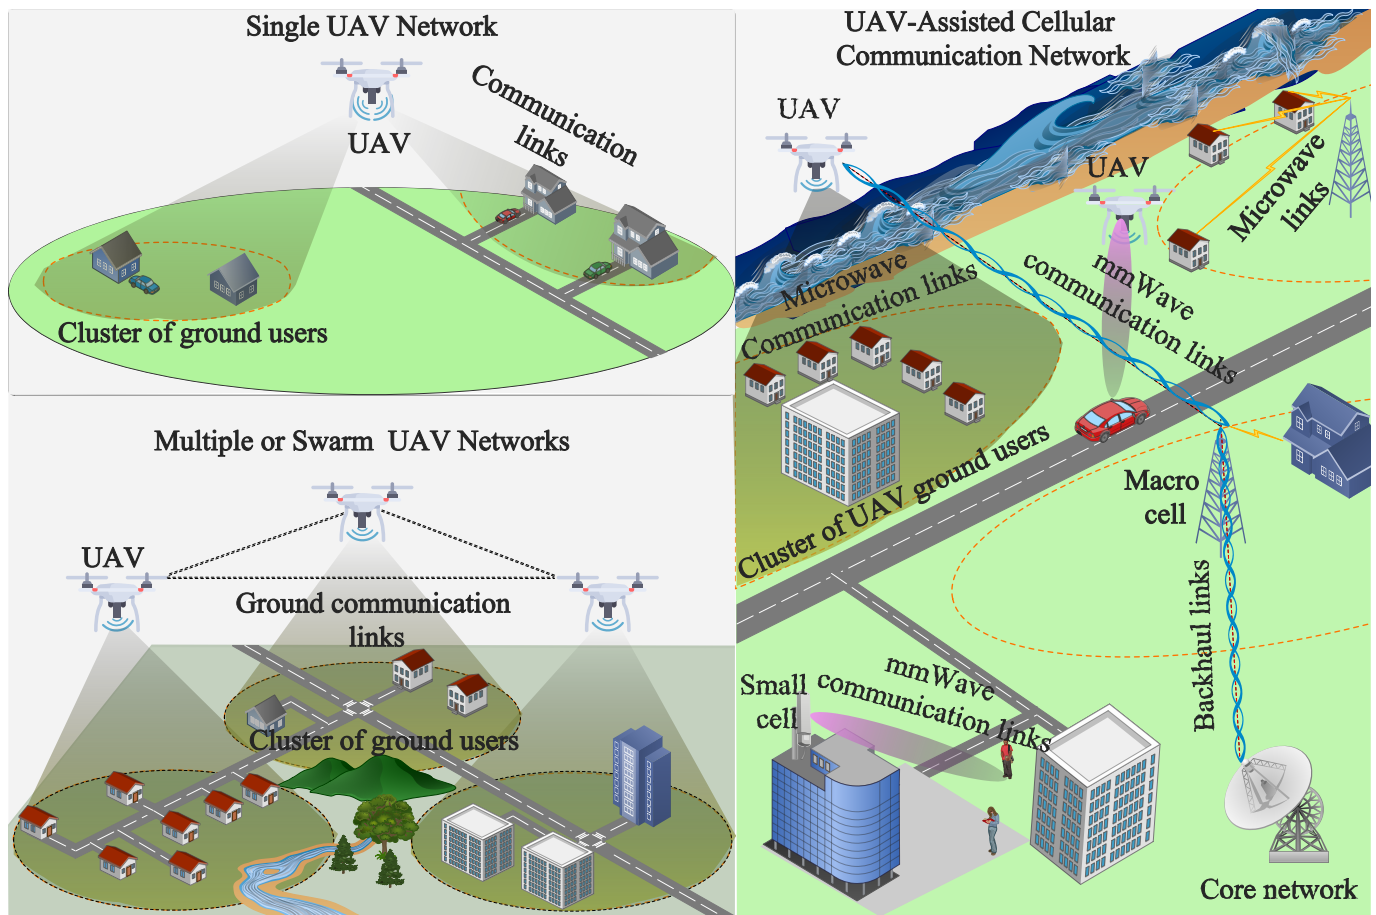 Single UAV Network
UAV
Communication
links
Cluster of ground users
Multiple or Swarm UAV Networks
UAV
Ground communication
links
Cluster of ground users
UAV-Assisted Cellular
Communication Network
UAV
UAV
Microwave
links
Microwave
Communication links
mmWave
communication links
Cluster of UAV ground users
Macro
cell
Backhaul links
Small
cell
mmWave
communication links
Core network